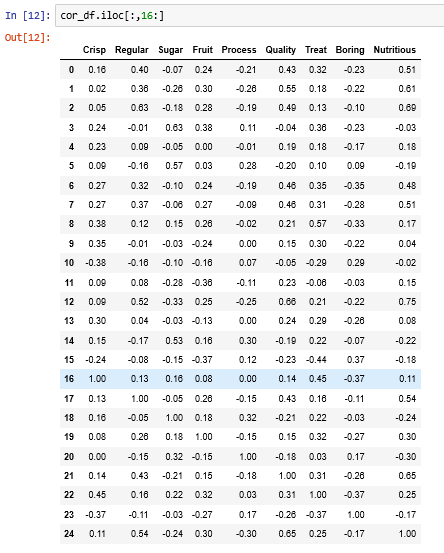 In [12]: cor_df.iloc[:,16:]
Out[12]:
Crisp Regular Sugar Fruit Process Quality Treat Boring Nutritious
0 0.16 0.40 -0.07 0.24 -0.21 0.43 0.32 -0.23 0.51
1 0.02 0.36 -0.26 0.30 -0.26 0.55 0.18 -0.22 0.61
2 0.05 0.63 -0.18 0.28 -0.19 0.49 0.13 -0.10 0.69
3 0.24 -0.01 0.63 0.38 0.11 -0.04 0.36 -0.23 -0.03
4 0.23 0.09 -0.05 0.00 -0.01 0.19 0.18 -0.17 0.18
5 0.09 -0.16 0.57 0.03 0.28 -0.20 0.10 0.09 -0.19
6 0.27 0.32 -0.10 0.24 -0.19 0.46 0.35 -0.35 0.48
7 0.27 0.37 -0.06 0.27 -0.09 0.46 0.31 -0.28 0.51
8 0.38 0.12 0.15 0.26 -0.02 0.21 0.57 -0.33 0.17
9 0.35 -0.01 -0.03 -0.24 0.00 0.15 0.30 -0.22 0.04
10 -0.38 -0.16 -0.10 -0.16 0.07 -0.05 -0.29 0.29 -0.02
11 0.09 0.08 -0.28 -0.36 -0.11 0.23 -0.06 -0.03 0.15
12 0.09 0.52 -0.33 0.25 -0.25 0.66 0.21 -0.22 0.75
13 0.30 0.04 -0.03 -0.13 0.00 0.24 0.29 -0.26 0.08
14 0.15 -0.17 0.53 0.16 0.30 -0.19 0.22 -0.07 -0.22
15 -0.24 -0.08 -0.15 -0.37 0.12 -0.23 -0.44 0.37 -0.18
16 1.00 0.13 0.16 0.08 0.00 0.14 0.45 -0.37 0.11
17 0.13 1.00 -0.05 0.26 -0.15 0.43 0.16 -0.11 0.54
18 0.16 -0.05 1.00 0.18 0.32 -0.21 0.22 -0.03 -0.24
19 0.08 0.26 0.18 1.00 -0.15 0.15 0.32 -0.27 0.30
20 0.00 -0.15 0.32 -0.15 1.00 -0.18 0.03 0.17 -0.30
21 0.14 0.43 -0.21 0.15 -0.18 1.00 0.31 -0.26 0.65
22 0.45 0.16 0.22 0.32 0.03 0.31 1.00 -0.37 0.25
23 -0.37 -0.11 -0.03 -0.27 0.17 -0.26 -0.37 1.00 -0.17
24 0.11 0.54 -0.24 0.30 -0.30 0.65 0.25 -0.17 1.00